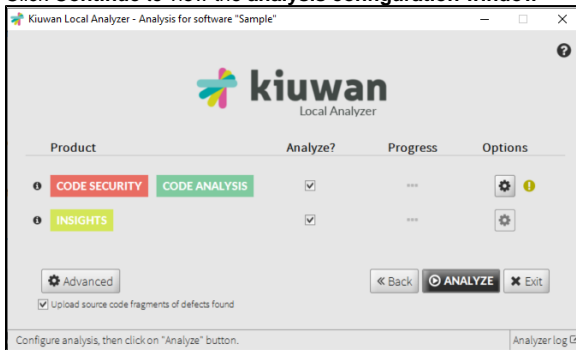 Click Continue to view the analysis configuration window
Kiuwan Local Analyzer - Analysis for software "Sample"
kiuwan
Local Analyzer
Product Analyze? Progress Options
CODE SECURITY CODE ANALYSIS
INSIGHTS
Advanced « Back ANALYZE Exit
Upload source code fragments of defects found
Configure analysis, then click on "Analyze" button. Analyzer log